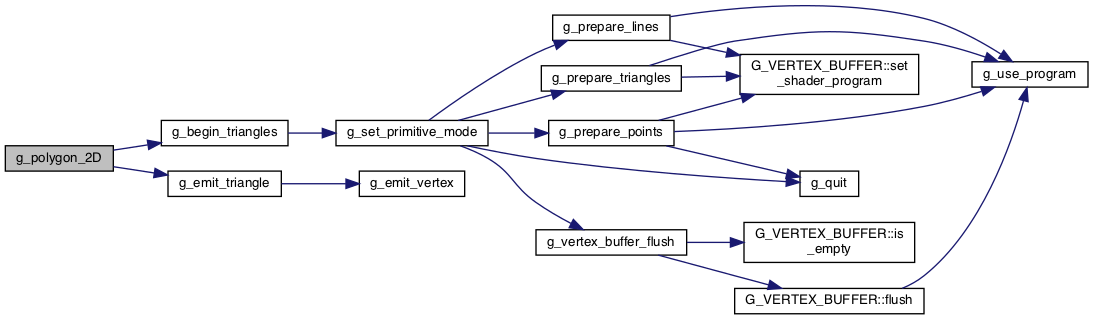 g_polygon_2D
g_begin_triangles
g_emit_triangle
g_set_primitive_mode
g_emit_vertex
g_prepare_lines
g_prepare_triangles
g_prepare_points
g_vertex_buffer_flush
G_VERTEX_BUFFER::set
_shader_program
g_quit
G_VERTEX_BUFFER::is
_empty
G_VERTEX_BUFFER::flush
g_use_program